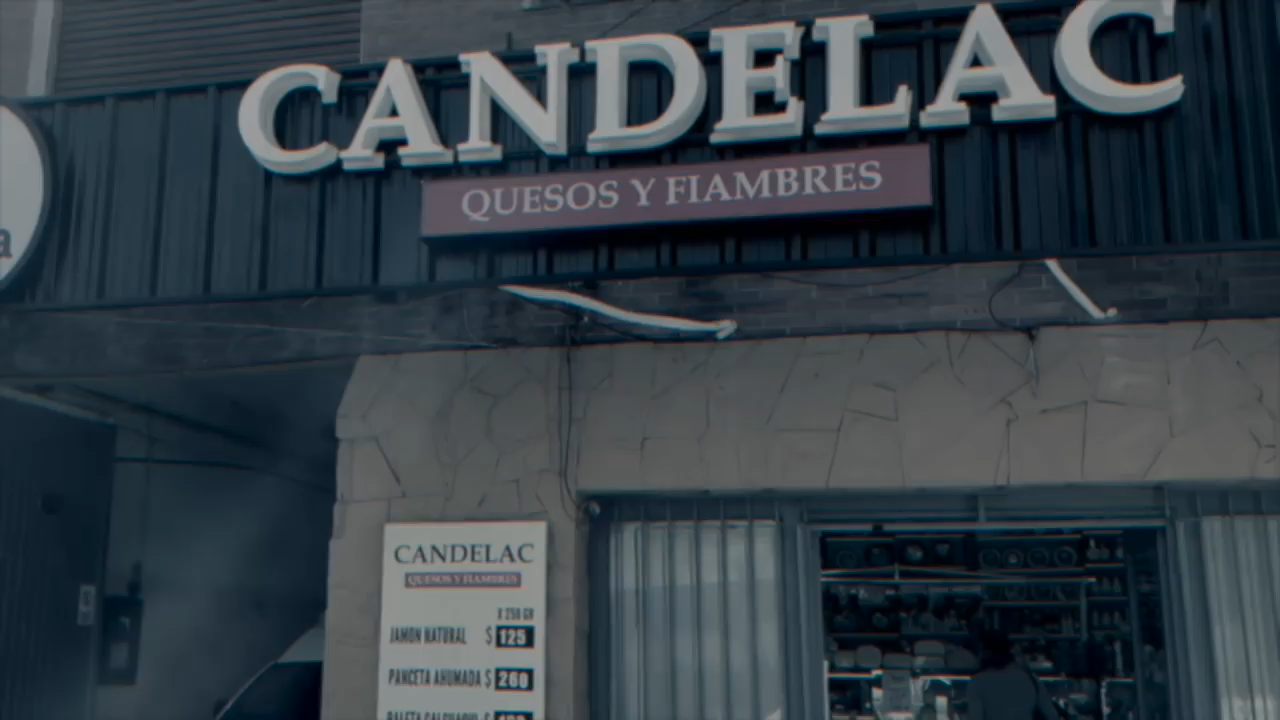 CANDELAC
QUESOS Y FIAMBRES
a
CANDELAC
QUESOS Y FIAMBRES
X 250 GR
JAMON NATURAL $ 125
PANCETA AHUMADA $ 260